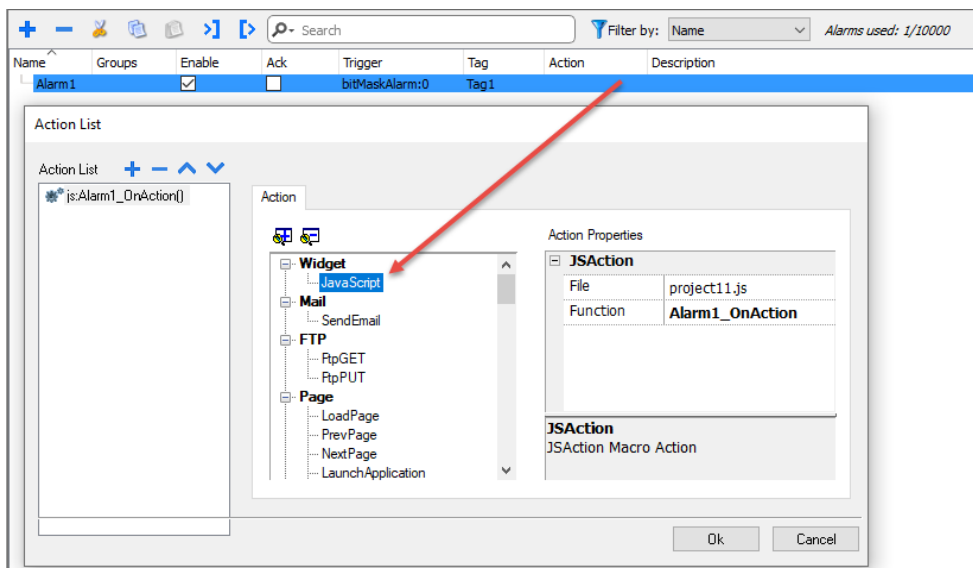 Search Filter by: Name Alarms used: 1/10000
Name Groups Enable Ack Trigger Tag Action Description
Alarm1 bitMaskAlarm:0 Tag1
Action List
Action List
js:Alarm1_OnAction()
Action
Action Properties
Widget
JavaScript
Mail
SendEmail
FTP
FtpGET
FtpPUT
Page
LoadPage
PrevPage
NextPage
LaunchApplication
JSAction
File project11.js
Function Alarm1_OnAction
JSAction
JSAction Macro Action
Ok Cancel